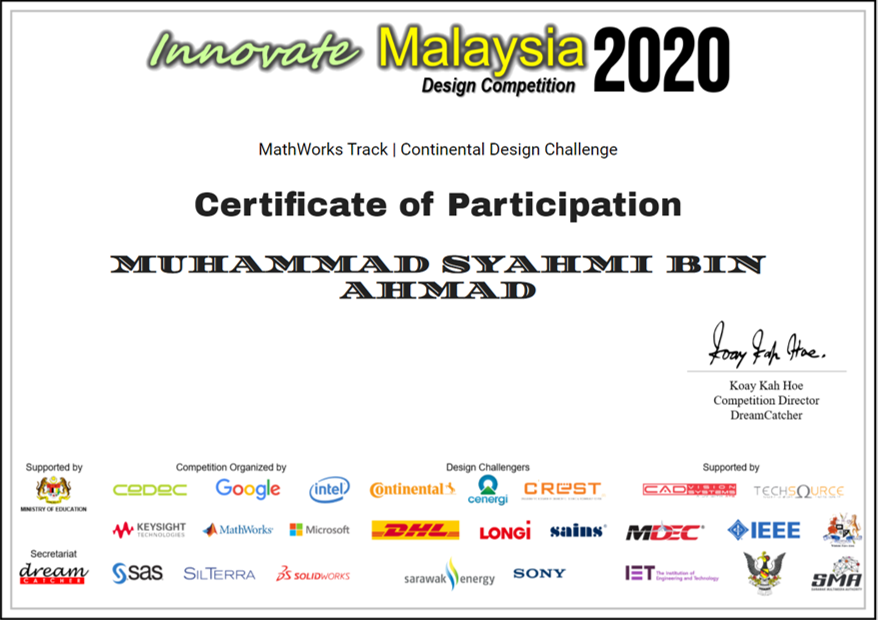 Innovate Malaysia 2020
Design Competition
MathWorks Track | Continental Design Challenge
Certificate of Participation
MUHAMMAD SYAHMI BIN
AHMAD
Koay Kah Hoe.
Koay Kah Hoe
Competition Director
DreamCatcher
Supported by
MINISTRY OF EDUCATION
Secretariat
dream
CATCHER
Competition Organized by
CEDEC Google intel
KEYSIGHT
TECHNOLOGIES
MathWorks Microsoft
SAS SILTERRA SOLIDWORKS
Design Challengers
Continental cenergi CREST
DHL LONGi sains
sarawak energy SONY
Supported by
CAD VISION
SYSTEMS
TECHSOURCE
MDEC IEEE
IET The Institution of
Engineering and Technology
SMA
SARAWAK MULTIMEDIA AUTHORITY